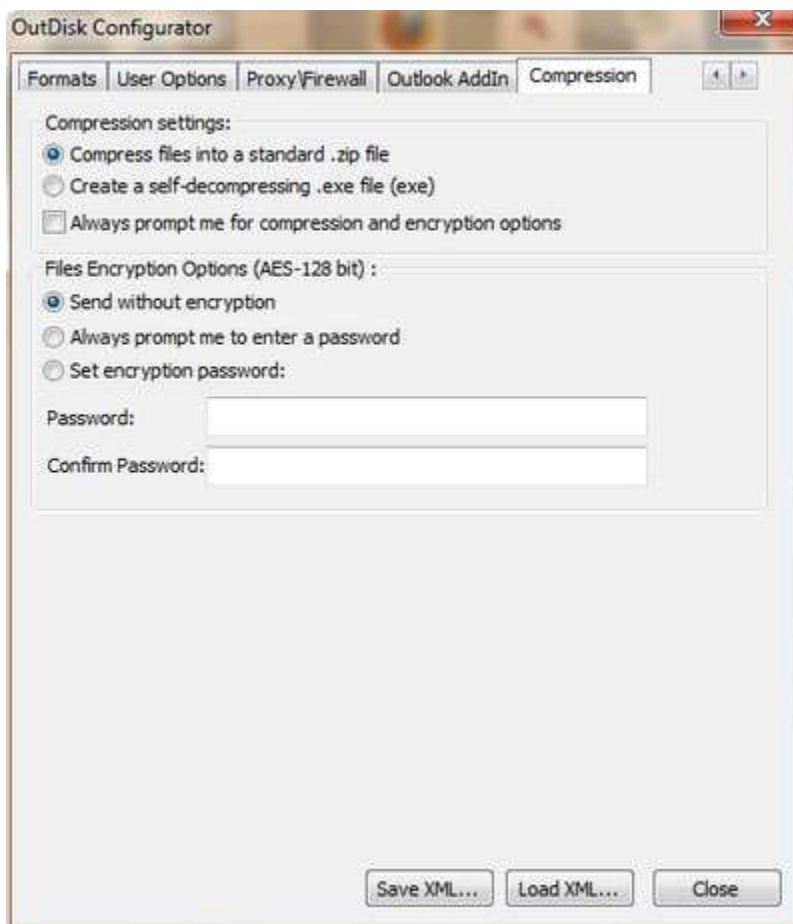 OutDisk Configurator
Formats User Options Proxy\Firewall Outlook AddIn Compression
Compression settings:
Compress files into a standard .zip file
Create a self-decompressing .exe file (exe)
Always prompt me for compression and encryption options
Files Encryption Options (AES-128 bit) :
Send without encryption
Always prompt me to enter a password
Set encryption password:
Password:
Confirm Password:
Save XML... Load XML... Close